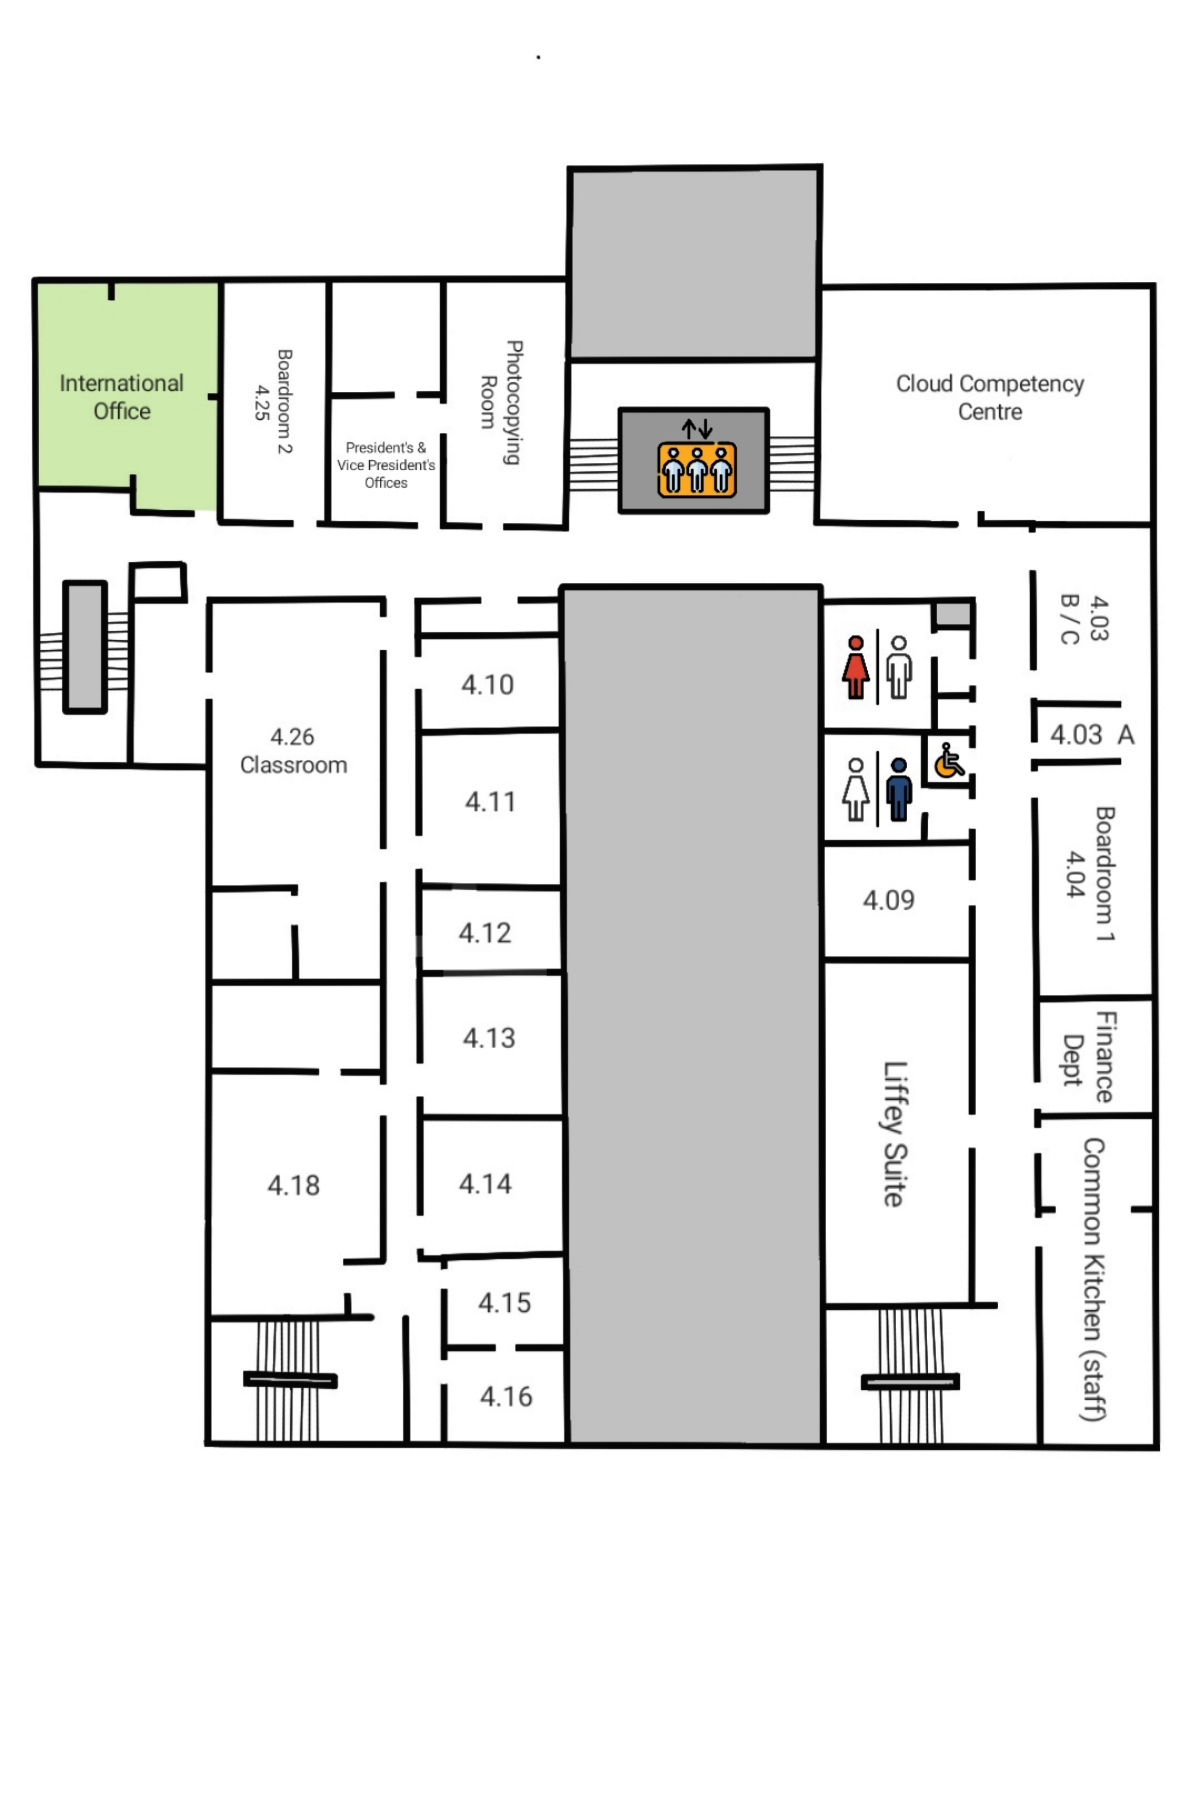 International
Office
Boardroom 2
4.25
President's &
Vice President's
Offices
Photocopying
Room
Cloud Competency
Centre
4.03
B / C
4.03 A
4.26
Classroom
4.10
4.11
4.12
4.13
4.14
4.15
4.16
4.18
4.09
Boardroom 1
4.04
Finance
Dept
Liffey Suite
Common Kitchen (staff)